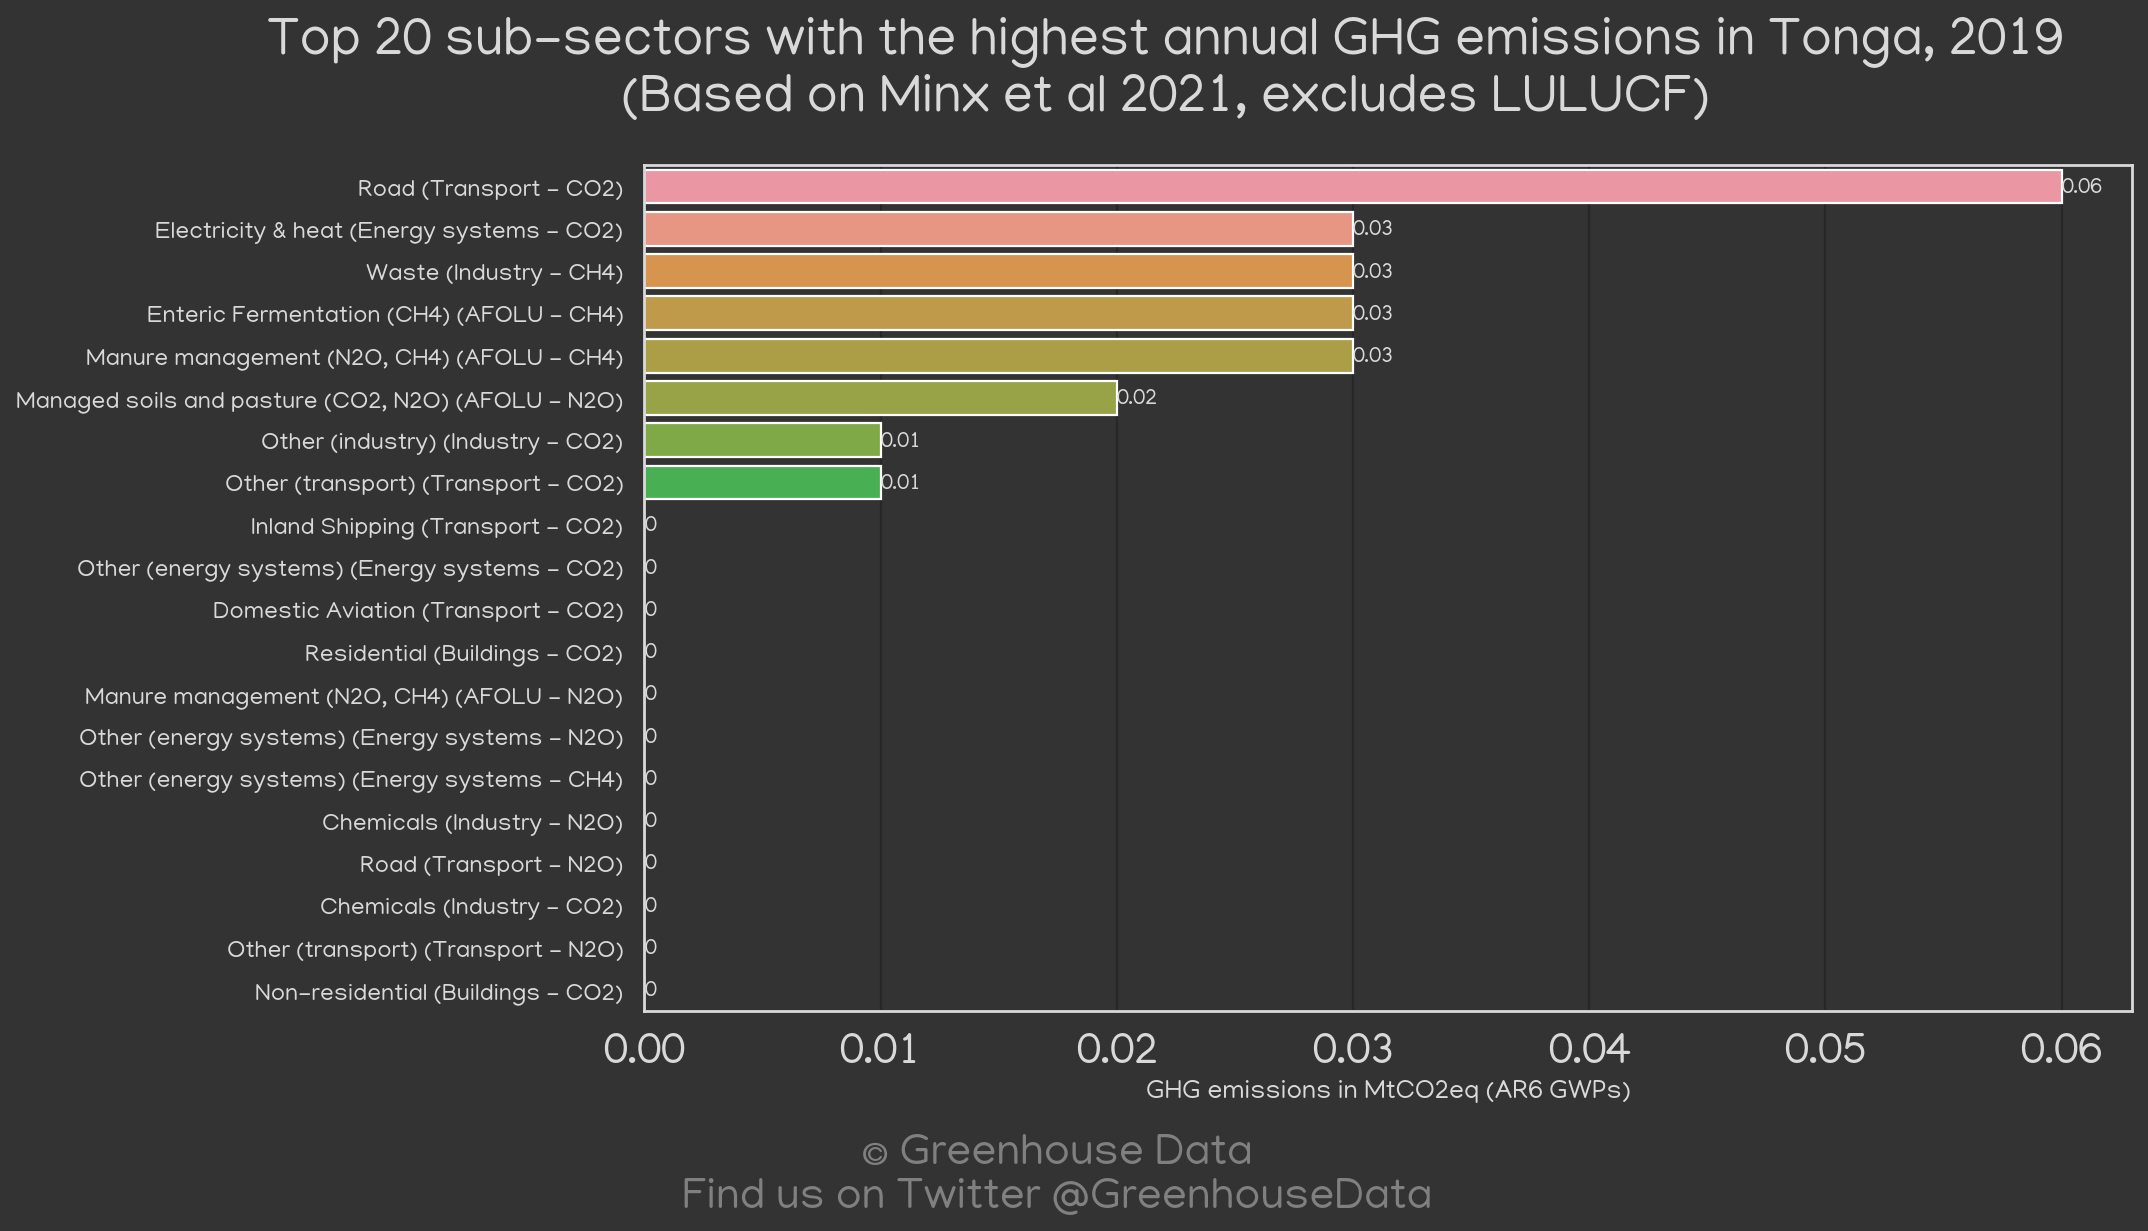 Top 20 sub-sectors with the highest annual GHG emissions in Tonga, 2019
(Based on Minx et al 2021, excludes LULUCF)
Road (Transport - CO2) 0.06
Electricity & heat (Energy systems - CO2) 0.03
Waste (Industry - CH4) 0.03
Enteric Fermentation (CH4) (AFOLU - CH4) 0.03
Manure management (N2O, CH4) (AFOLU - CH4) 0.03
Managed soils and pasture (CO2, N2O) (AFOLU - N2O) 0.02
Other (industry) (Industry - CO2) 0.01
Other (transport) (Transport - CO2) 0.01
Inland Shipping (Transport - CO2) 0
Other (energy systems) (Energy systems - CO2) 0
Domestic Aviation (Transport - CO2) 0
Residential (Buildings - CO2) 0
Manure management (N2O, CH4) (AFOLU - N2O) 0
Other (energy systems) (Energy systems - N2O) 0
Other (energy systems) (Energy systems - CH4) 0
Chemicals (Industry - N2O) 0
Road (Transport - N2O) 0
Chemicals (Industry - CO2) 0
Other (transport) (Transport - N2O) 0
Non-residential (Buildings - CO2) 0
0.00 0.01 0.02 0.03 0.04 0.05 0.06
GHG emissions in MtCO2eq (AR6 GWPs)
© Greenhouse Data
Find us on Twitter @GreenhouseData